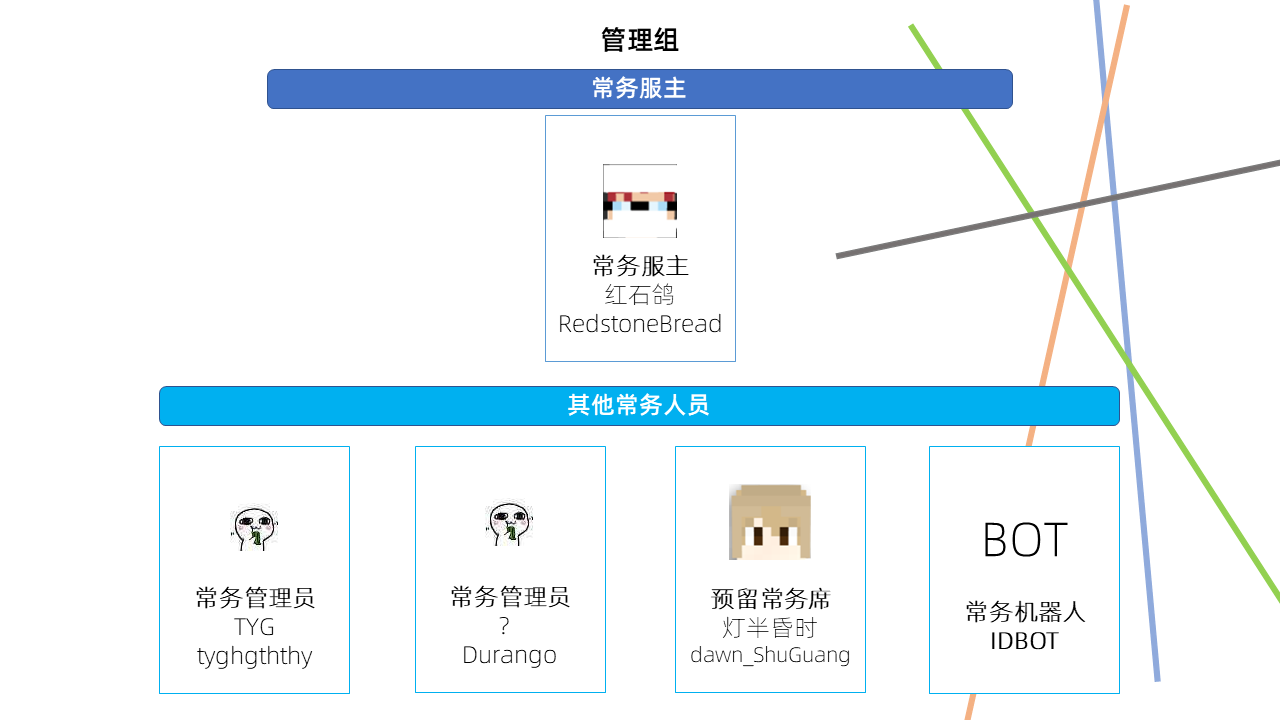 管理组
常务服主
常务服主
红石鸽
RedstoneBread
其他常务人员
常务管理员
TYG
tyghgththy
常务管理员
？
Durango
预留常务席
灯半昏时
dawn_ShuGuang
BOT
常务机器人
IDBOT